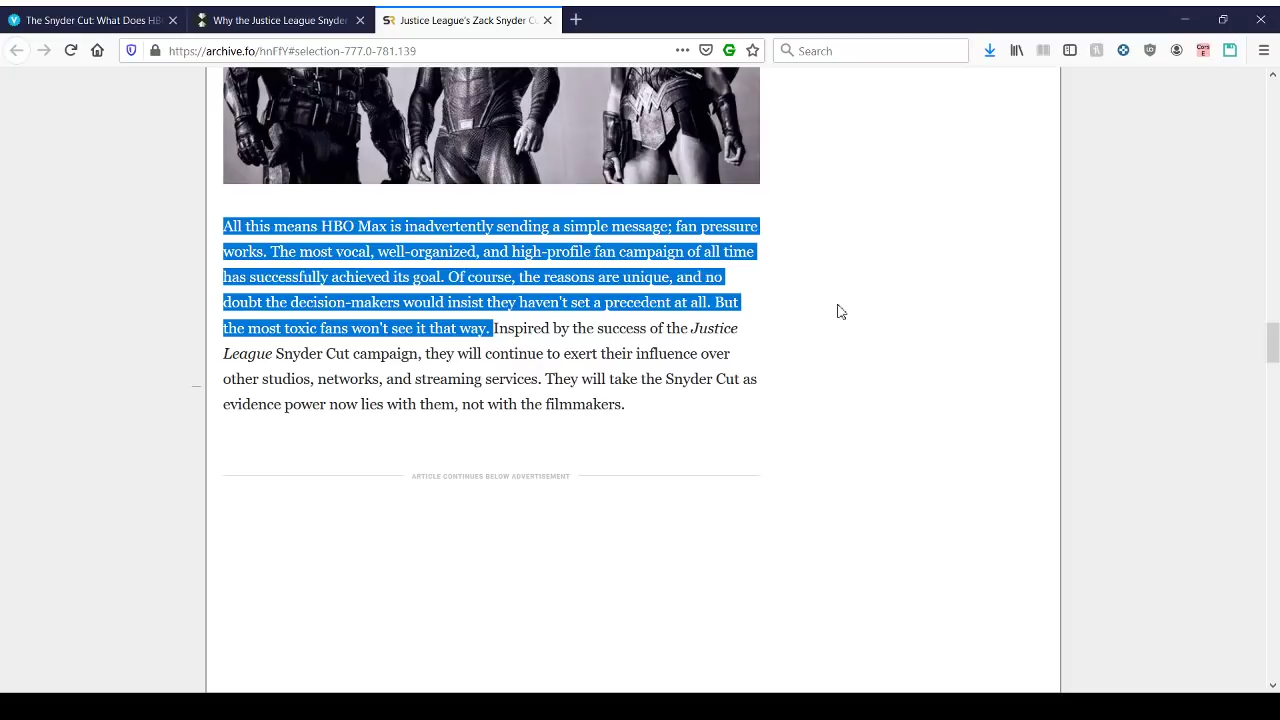 The Snyder Cut: What Does HB
Why the Justice League Snyder
SR Justice League's Zack Snyder Cu
https://archive.fo/hnFfY#selection-777.0-781.139
Search
All this means HBO Max is inadvertently sending a simple message; fan pressure
works. The most vocal, well-organized, and high-profile fan campaign of all time
has successfully achieved its goal. Of course, the reasons are unique, and no
doubt the decision-makers would insist they haven't set a precedent at all. But
the most toxic fans won't see it that way. Inspired by the success of the Justice
League Snyder Cut campaign, they will continue to exert their influence over
other studios, networks, and streaming services. They will take the Snyder Cut as
evidence power now lies with them, not with the filmmakers.
ARTICLE CONTINUES BELOW ADVERTISEMENT